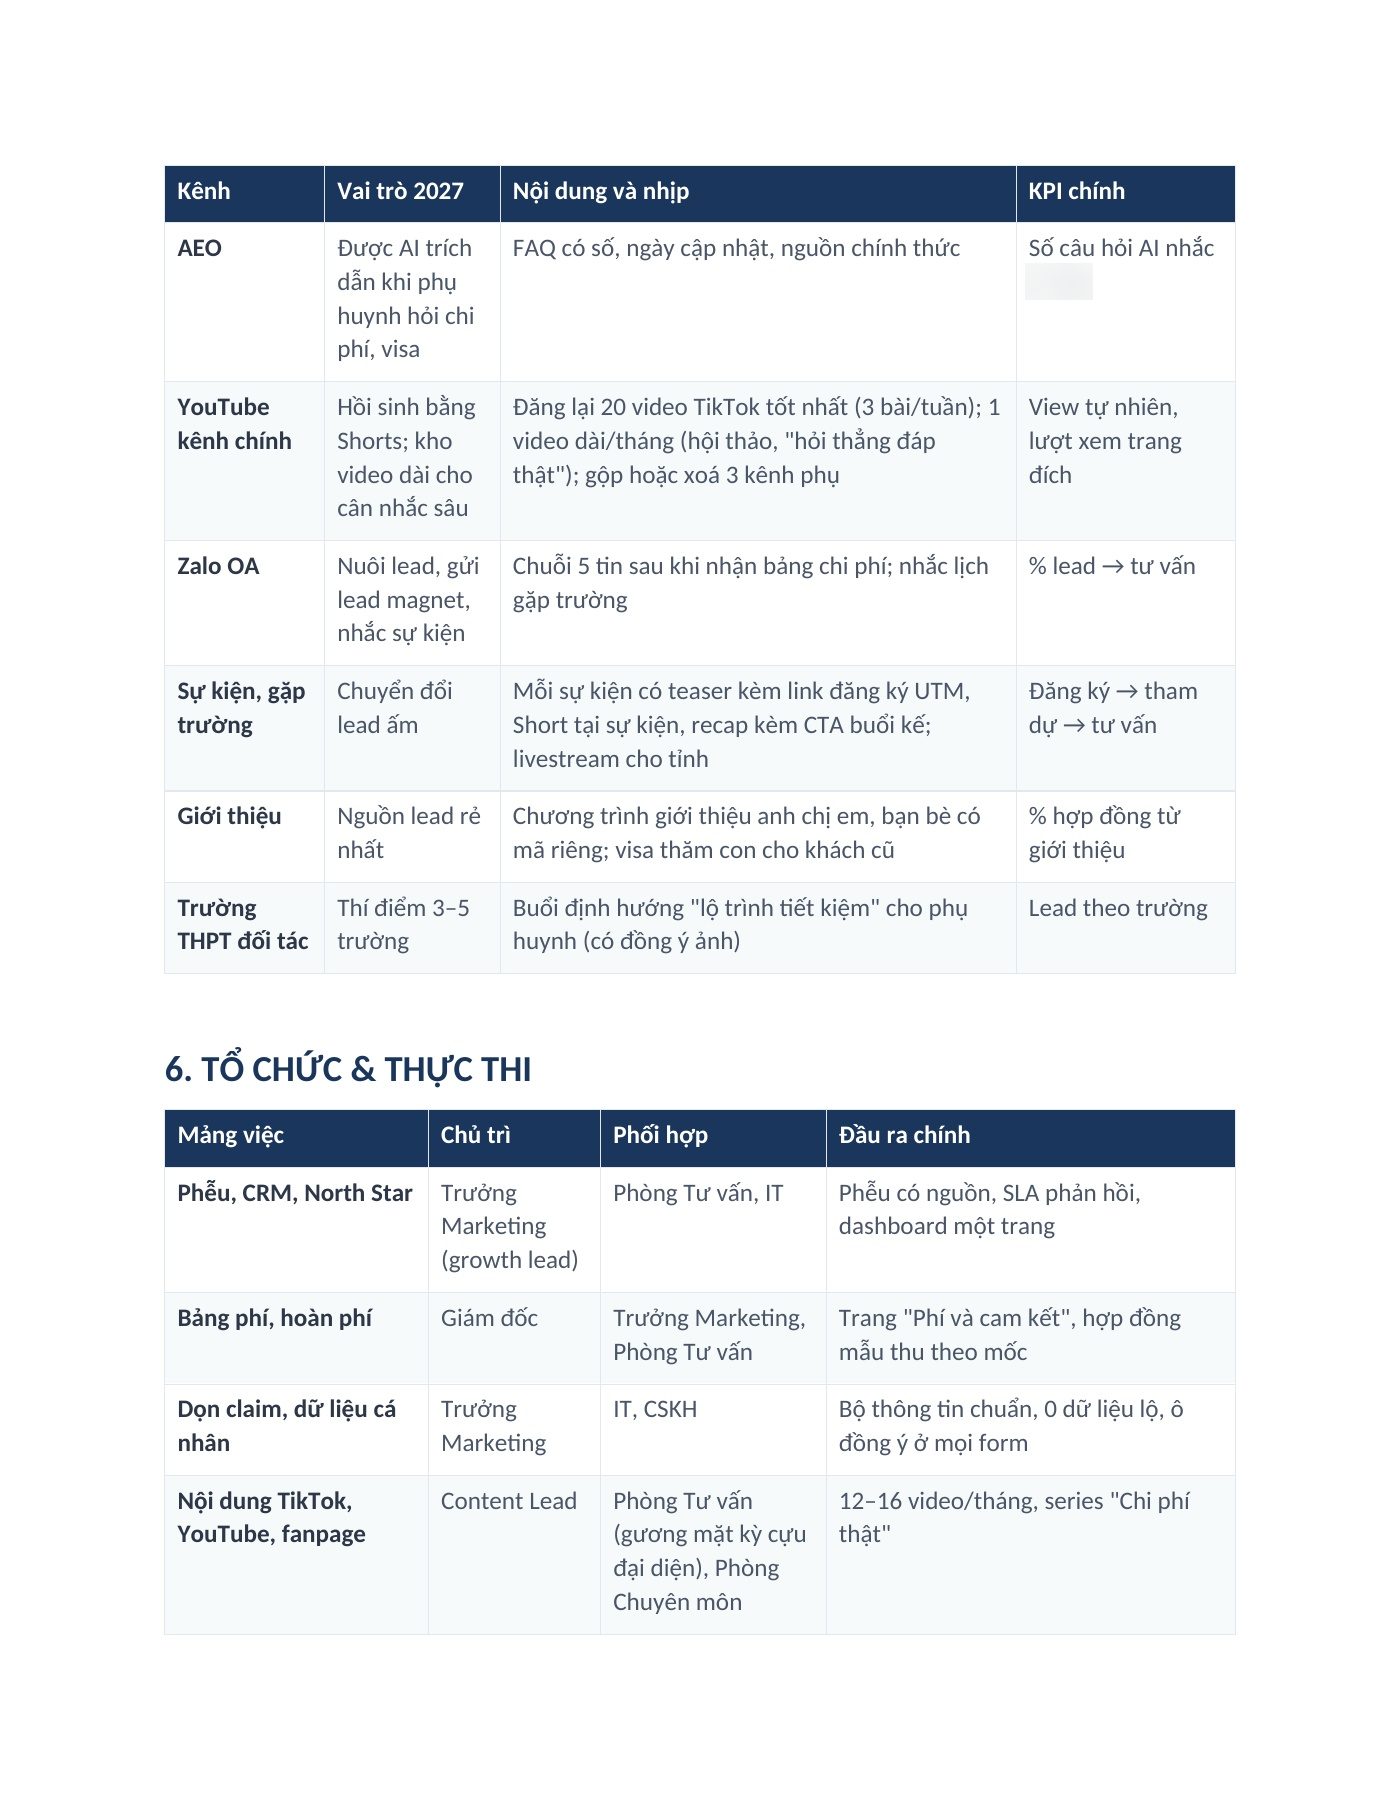 Kênh
Vai trò 2027
Nội dung và nhịp
KPI chính
AEO
Được AI trích
dẫn khi phụ
huynh hỏi chi
phí, visa
FAQ có số, ngày cập nhật, nguồn chính thức
Số câu hỏi AI nhắc
YouTube
kênh chính
Hồi sinh bằng
Shorts; kho
video dài cho
cân nhắc sâu
Đăng lại 20 video TikTok tốt nhất (3 bài/tuần); 1
video dài/tháng (hội thảo, "hỏi thẳng đáp
thật"); gộp hoặc xoá 3 kênh phụ
View tự nhiên,
lượt xem trang
đích
Zalo OA
Nuôi lead, gửi
lead magnet,
nhắc sự kiện
Chuỗi 5 tin sau khi nhận bảng chi phí; nhắc lịch
gặp trường
% lead → tư vấn
Sự kiện, gặp
trường
Chuyển đổi
lead ấm
Mỗi sự kiện có teaser kèm link đăng ký UTM,
Short tại sự kiện, recap kèm CTA buổi kế;
livestream cho tỉnh
Đăng ký → tham
dự → tư vấn
Giới thiệu
Nguồn lead rẻ
nhất
Chương trình giới thiệu anh chị em, bạn bè có
mã riêng; visa thăm con cho khách cũ
% hợp đồng từ
giới thiệu
Trường
THPT đối tác
Thí điểm 3–5
trường
Buổi định hướng "lộ trình tiết kiệm" cho phụ
huynh (có đồng ý ảnh)
Lead theo trường
6. TỔ CHỨC & THỰC THI
Mảng việc
Chủ trì
Phối hợp
Đầu ra chính
Phễu, CRM, North Star
Trưởng
Marketing
(growth lead)
Phòng Tư vấn, IT
Phễu có nguồn, SLA phản hồi,
dashboard một trang
Bảng phí, hoàn phí
Giám đốc
Trưởng Marketing,
Phòng Tư vấn
Trang "Phí và cam kết", hợp đồng
mẫu thu theo mốc
Dọn claim, dữ liệu cá
nhân
Trưởng
Marketing
IT, CSKH
Bộ thông tin chuẩn, 0 dữ liệu lộ, ô
đồng ý ở mọi form
Nội dung TikTok,
YouTube, fanpage
Content Lead
Phòng Tư vấn
(gương mặt kỳ cựu
đại diện), Phòng
Chuyên môn
12–16 video/tháng, series "Chi phí
thật"